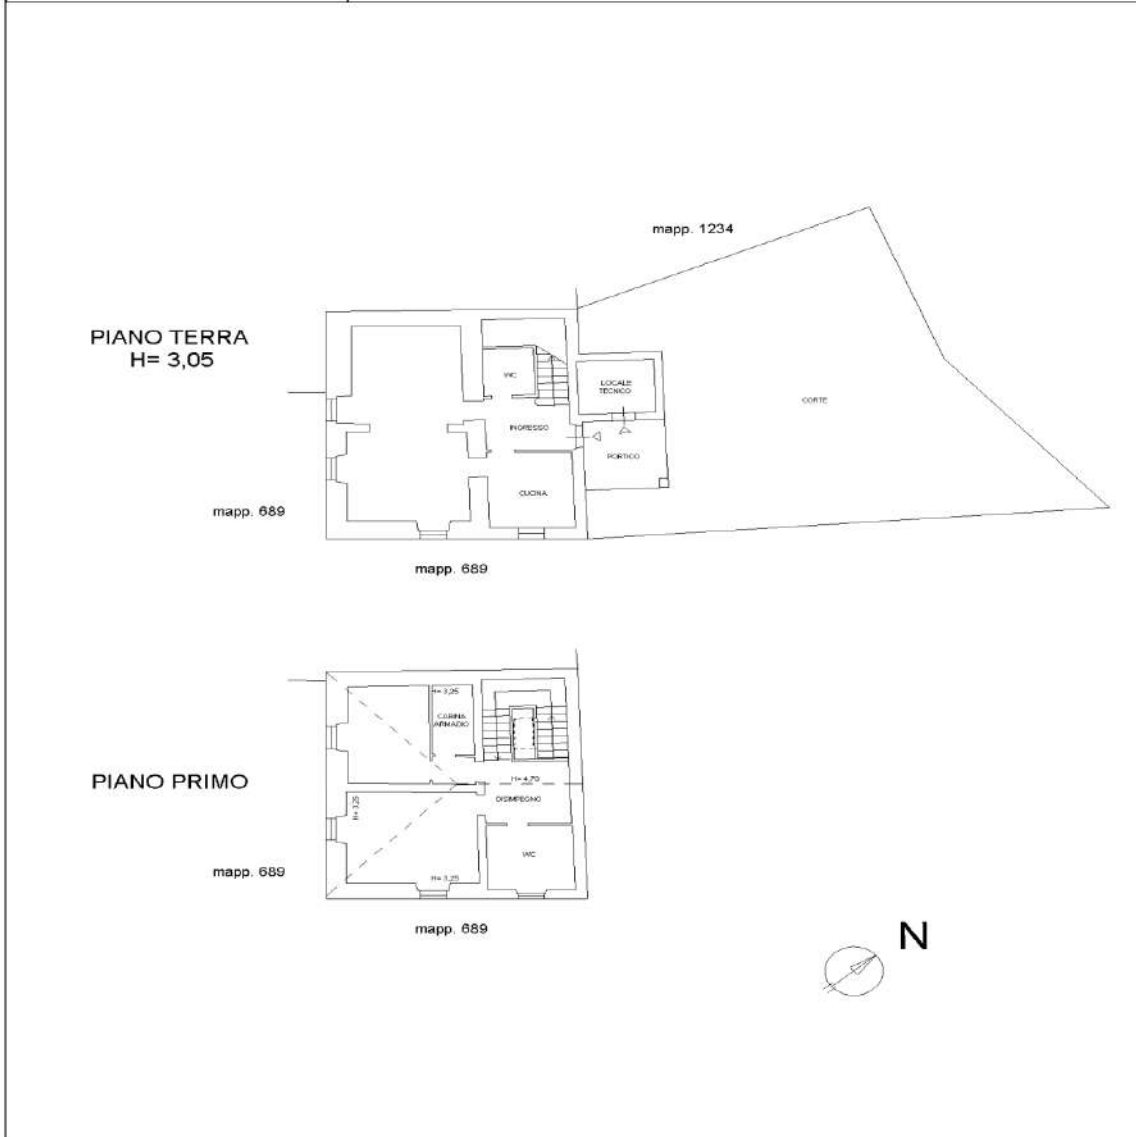 mapp. 1234
PIANO TERRA
H= 3,05
WC
LOCALE
TECNICO
CORTE
INGRESSO
PORTICO
CUCINA
mapp. 689
mapp. 689
H= 3,25
CABINA
ARMADIO
PIANO PRIMO
H= 4,70
DISIMPEGNO
H= 3,25
WC
mapp. 689
H= 3,25
mapp. 689
N